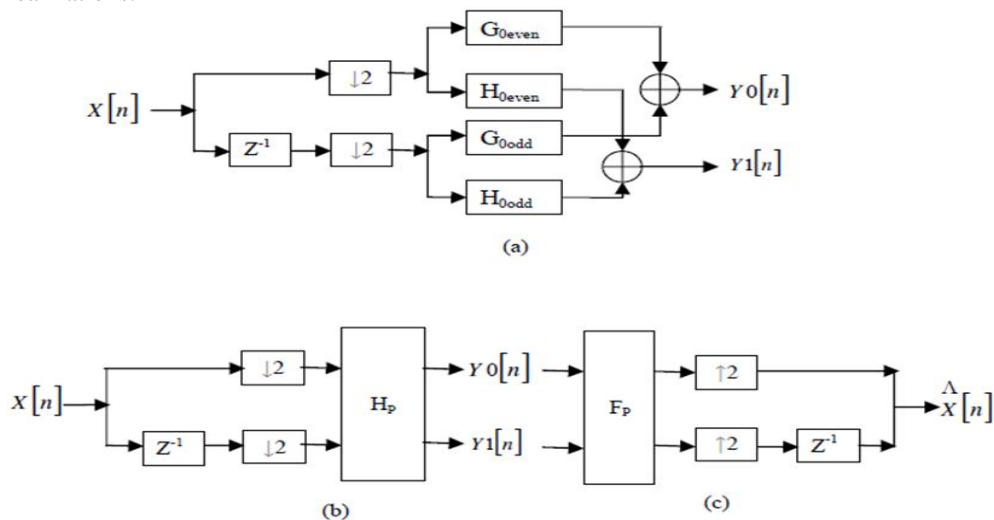 G0even
↓2
H0even
Y0[n]
X[n]
G0odd
Z-1
↓2
Y1[n]
H0odd
(a)
↓2
Y0[n]
↑2
Λ
X[n]
HP
FP
X[n]
Z-1
↓2
Y1[n]
↑2
Z-1
(b)
(c)